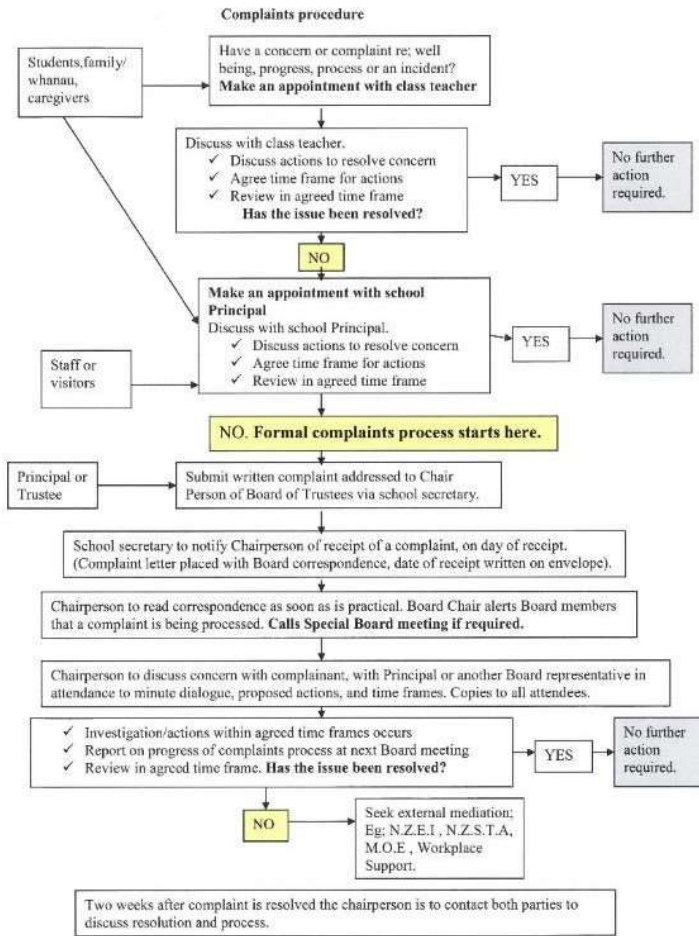 Complaints procedure
Students,family/
whanau,
caregivers
Have a concern or complaint re; well
being, progress, process or an incident?
Make an appointment with class teacher
Discuss with class teacher.
✓ Discuss actions to resolve concern
✓ Agree time frame for actions
✓ Review in agreed time frame
Has the issue been resolved?
YES
No further
action
required.
NO
Make an appointment with school
Principal
Discuss with school Principal.
✓ Discuss actions to resolve concern
✓ Agree time frame for actions
✓ Review in agreed time frame
YES
No further
action
required.
Staff or
visitors
NO. Formal complaints process starts here.
Principal or
Trustee
Submit written complaint addressed to Chair
Person of Board of Trustees via school secretary.
School secretary to notify Chairperson of receipt of a complaint, on day of receipt.
(Complaint letter placed with Board correspondence, date of receipt written on envelope).
Chairperson to read correspondence as soon as is practical. Board Chair alerts Board members
that a complaint is being processed. Calls Special Board meeting if required.
Chairperson to discuss concern with complainant, with Principal or another Board representative in
attendance to minute dialogue, proposed actions, and time frames. Copies to all attendees.
✓ Investigation/actions within agreed time frames occurs
✓ Report on progress of complaints process at next Board meeting
✓ Review in agreed time frame. Has the issue been resolved?
YES
No further
action
required.
NO
Seek external mediation;
Eg; N.Z.E.I , N.Z.S.T.A,
M.O.E , Workplace
Support.
Two weeks after complaint is resolved the chairperson is to contact both parties to
discuss resolution and process.